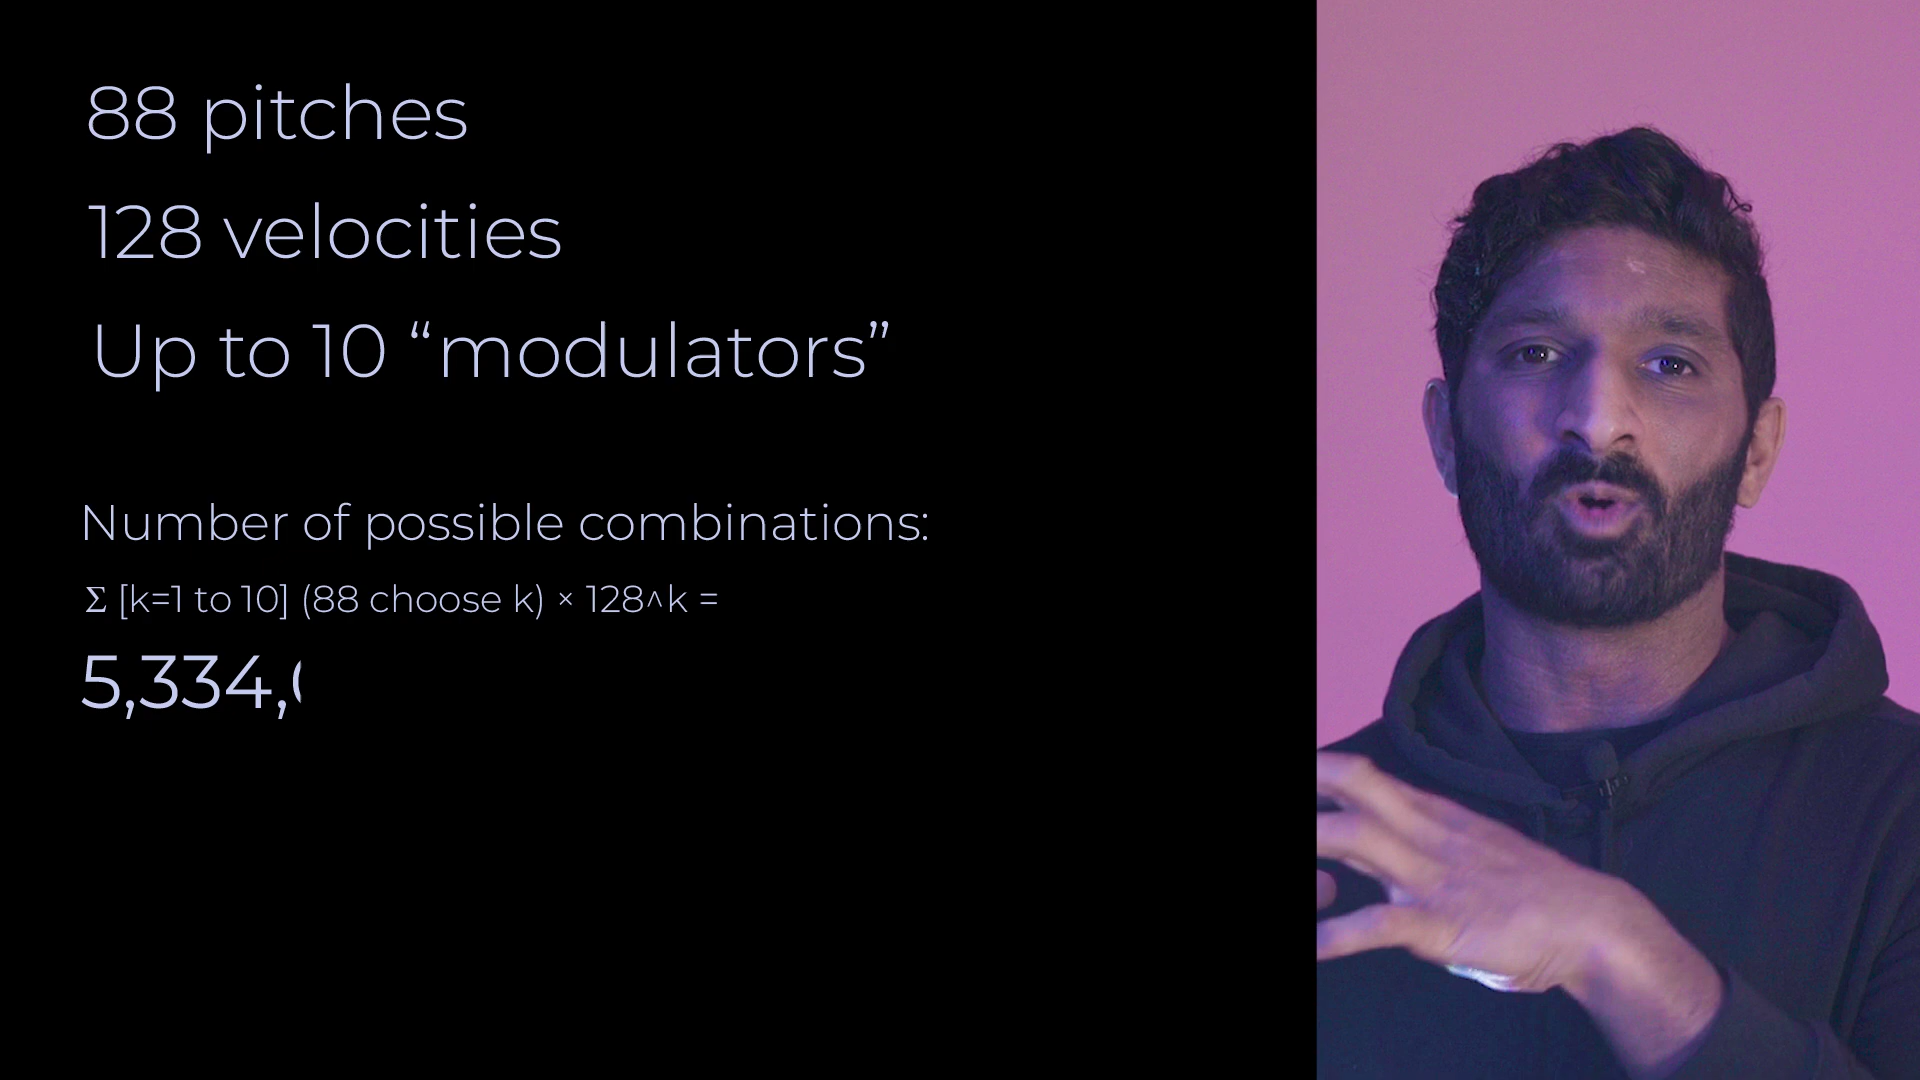 88 pitches
128 velocities
Up to 10 “modulators”
Number of possible combinations:
Σ [k=1 to 10] (88 choose k) × 128^k =
5,334,